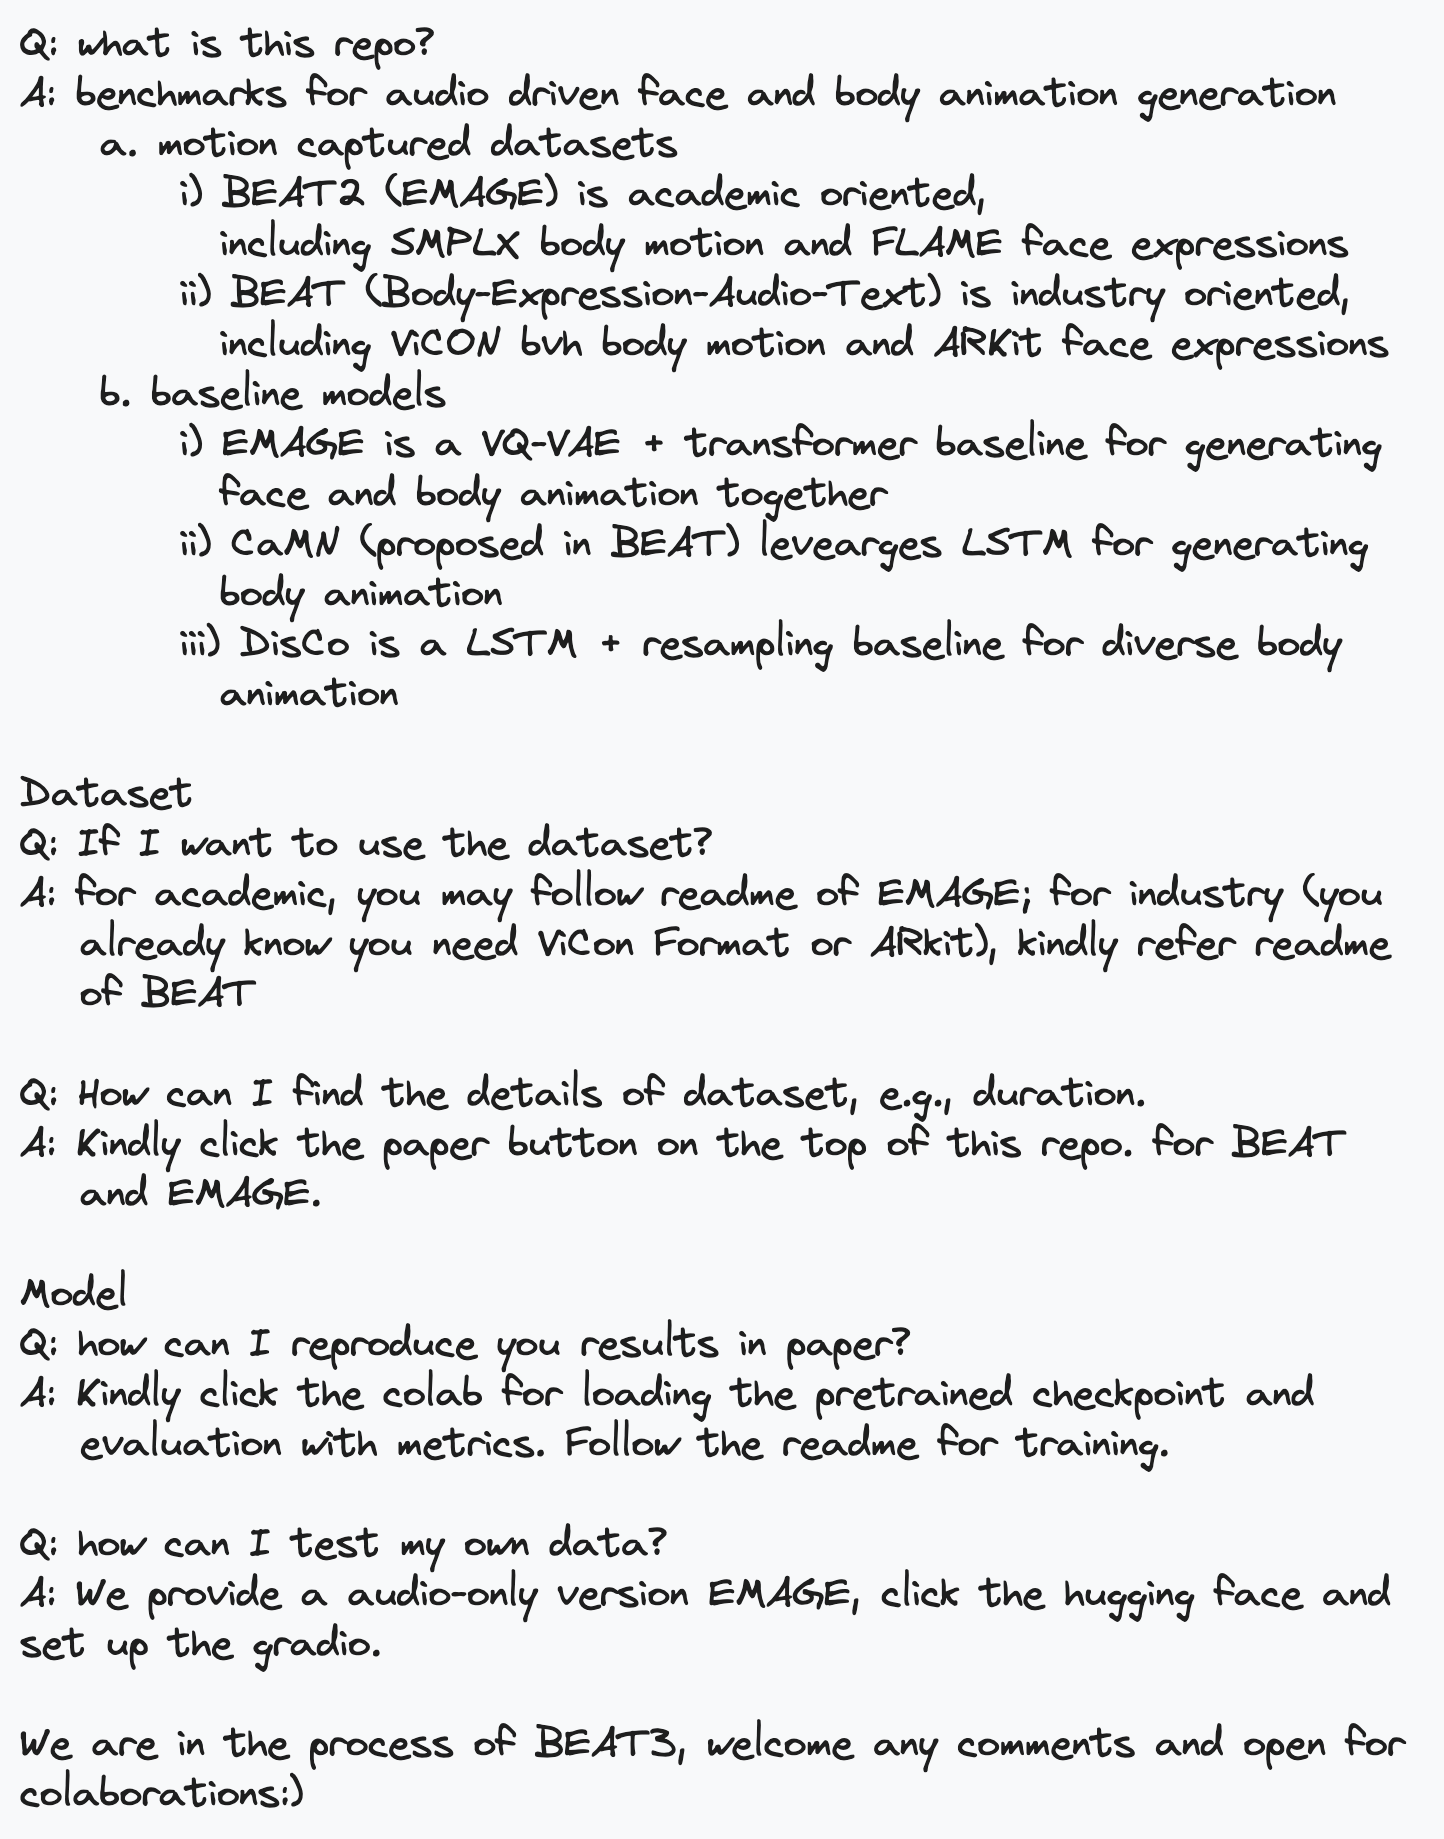 Q: what is this repo?
A: benchmarks for audio driven face and body animation generation
a. motion captured datasets
i) BEAT2 (EMAGE) is academic oriented,
including SMPLX body motion and FLAME face expressions
ii) BEAT (Body-Expression-Audio-Text) is industry oriented,
including ViCON bvh body motion and ARKit face expressions
b. baseline models
i) EMAGE is a VQ-VAE + transformer baseline for generating
face and body animation together
ii) CaMN (proposed in BEAT) levearges LSTM for generating
body animation
iii) DisCo is a LSTM + resampling baseline for diverse body
animation
Dataset
Q: If I want to use the dataset?
A: for academic, you may follow readme of EMAGE; for industry (you
already know you need ViCon Format or ARkit), kindly refer readme
of BEAT
Q: How can I find the details of dataset, e.g., duration.
A: Kindly click the paper button on the top of this repo. for BEAT
and EMAGE.
Model
Q: how can I reproduce you results in paper?
A: Kindly click the colab for loading the pretrained checkpoint and
evaluation with metrics. Follow the readme for training.
Q: how can I test my own data?
A: We provide a audio-only version EMAGE, click the hugging face and
set up the gradio.
We are in the process of BEAT3, welcome any comments and open for
colaborations:)